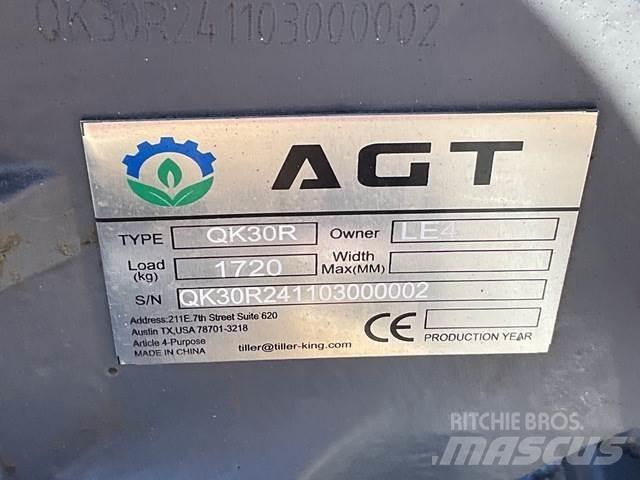 QK30R241103000002
AGT
TYPE QK30R Owner LE4
Load (kg) 1720 Width Max(MM)
S/N QK30R241103000002
Address:211E.7th Street Suite 620
Austin TX,USA 78701-3218
Article 4-Purpose
MADE IN CHINA tiller@tiller-king.com CE PRODUCTION YEAR
RITCHIE BROS.
MASCUS